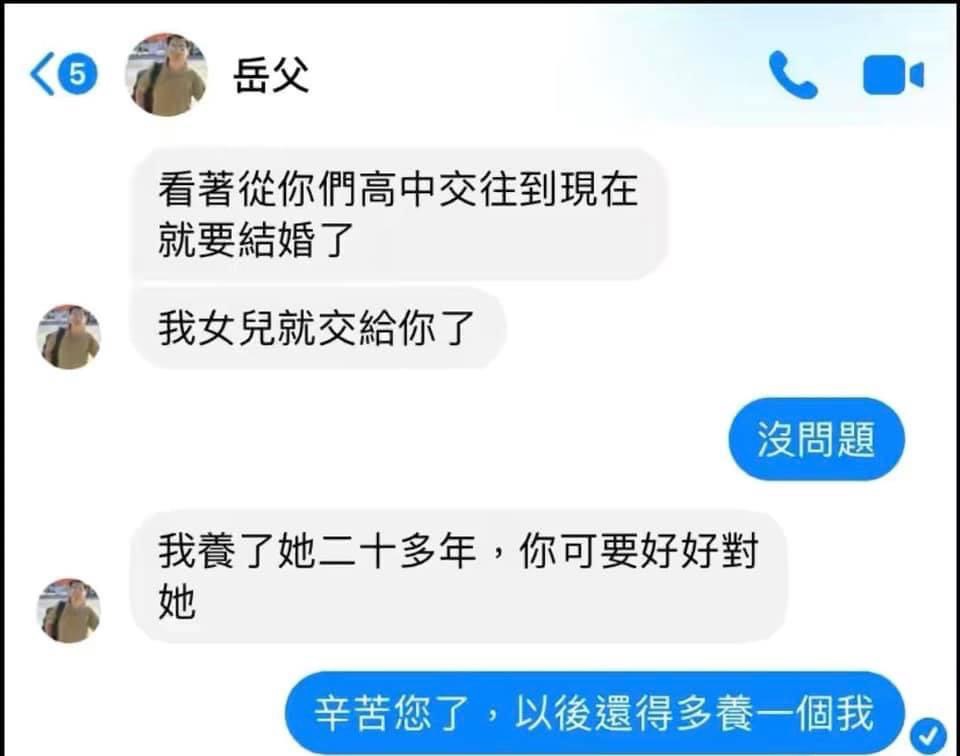 5
岳父
看著從你們高中交往到現在
就要結婚了
我女兒就交給你了
沒問題
我養了她二十多年，你可要好好對
她
辛苦您了，以後還得多養一個我